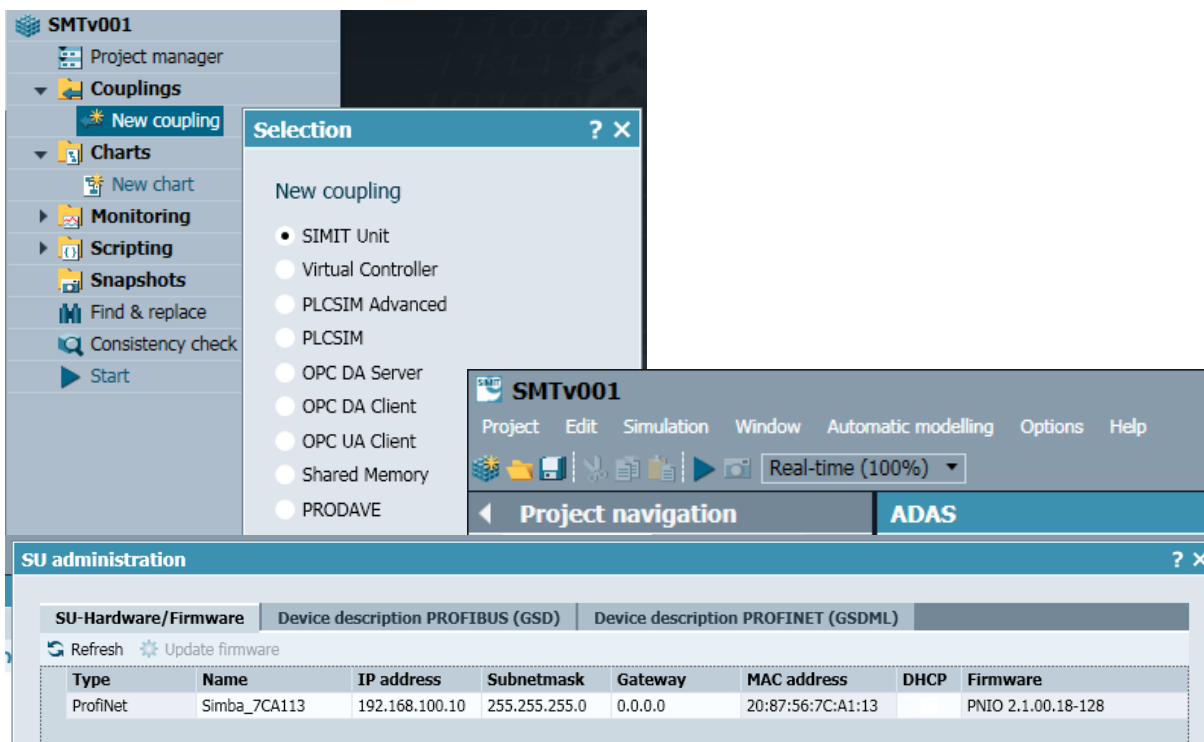 SMTv001
Project manager
Couplings
New coupling
Charts
New chart
Monitoring
Scripting
Snapshots
Find & replace
Consistency check
Start
Selection ? ×
New coupling
SIMIT Unit
Virtual Controller
PLCSIM Advanced
PLCSIM
OPC DA Server
OPC DA Client
OPC UA Client
Shared Memory
PRODAVE
SMTv001
Project Edit Simulation Window Automatic modelling Options Help
Real-time (100%)
Project navigation ADAS
SU administration ? ×
SU-Hardware/Firmware Device description PROFIBUS (GSD) Device description PROFINET (GSDML)
Refresh Update firmware
Type Name IP address Subnetmask Gateway MAC address DHCP Firmware
ProfiNet Simba_7CA113 192.168.100.10 255.255.255.0 0.0.0.0 20:87:56:7C:A1:13 PNIO 2.1.00.18-128